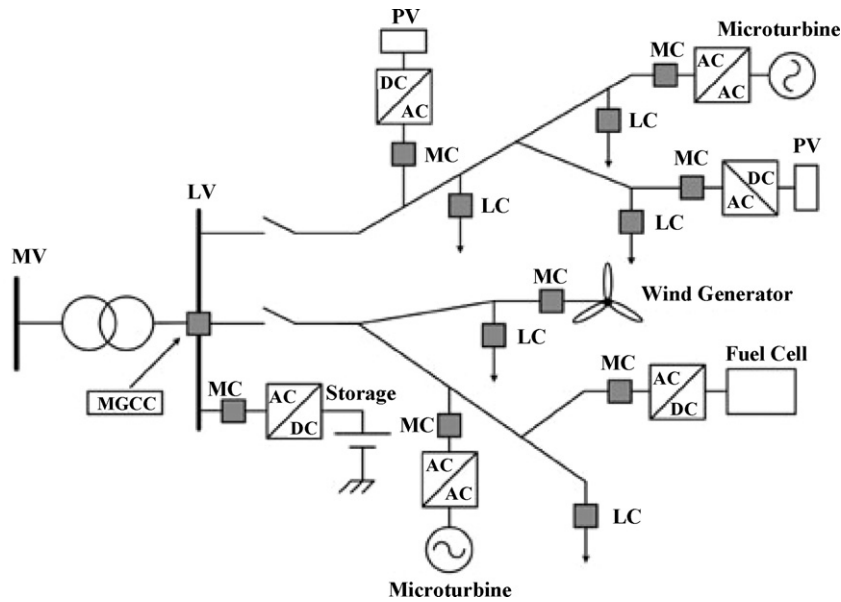 PV
Microturbine
MC
AC
AC
DC
AC
LC
MC
PV
MC
DC
AC
LV
LC
LC
MV
MC
Wind Generator
LC
Fuel Cell
MC
AC
DC
MGCC
MC
AC
DC
Storage
MC
AC
AC
LC
Microturbine